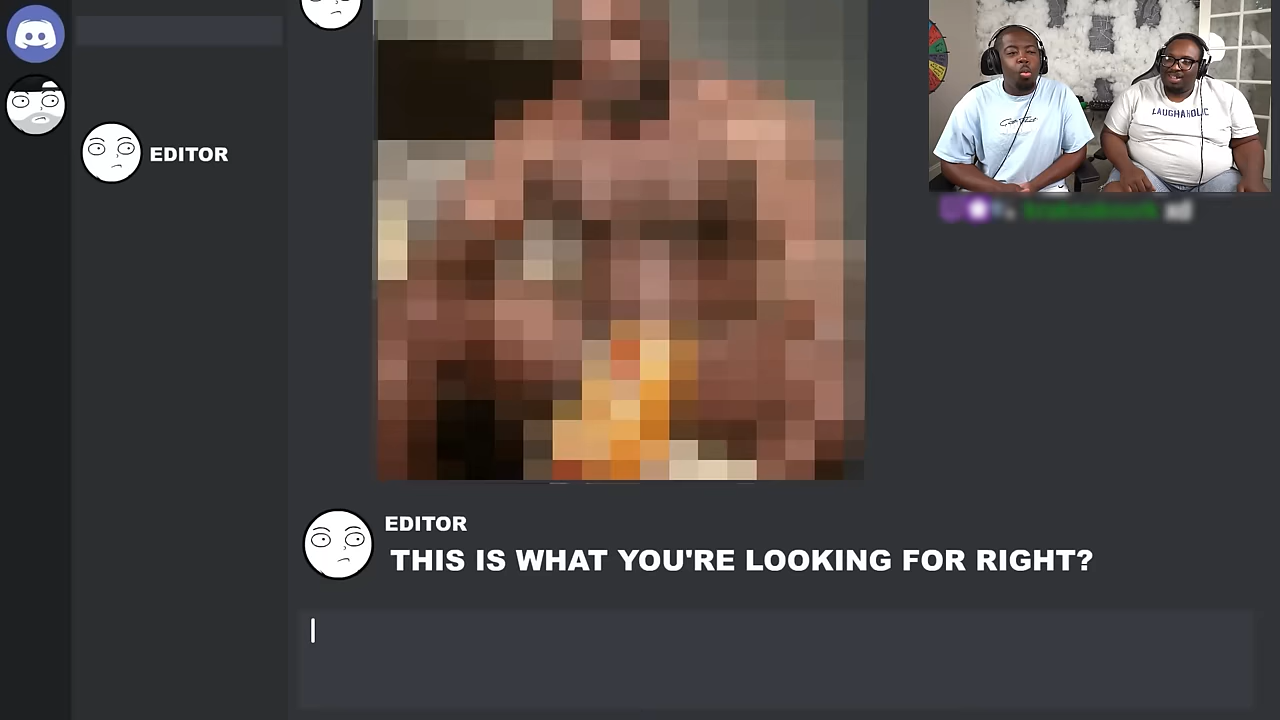 EDITOR
LAUGHAHOLIC
EDITOR
THIS IS WHAT YOU'RE LOOKING FOR RIGHT?